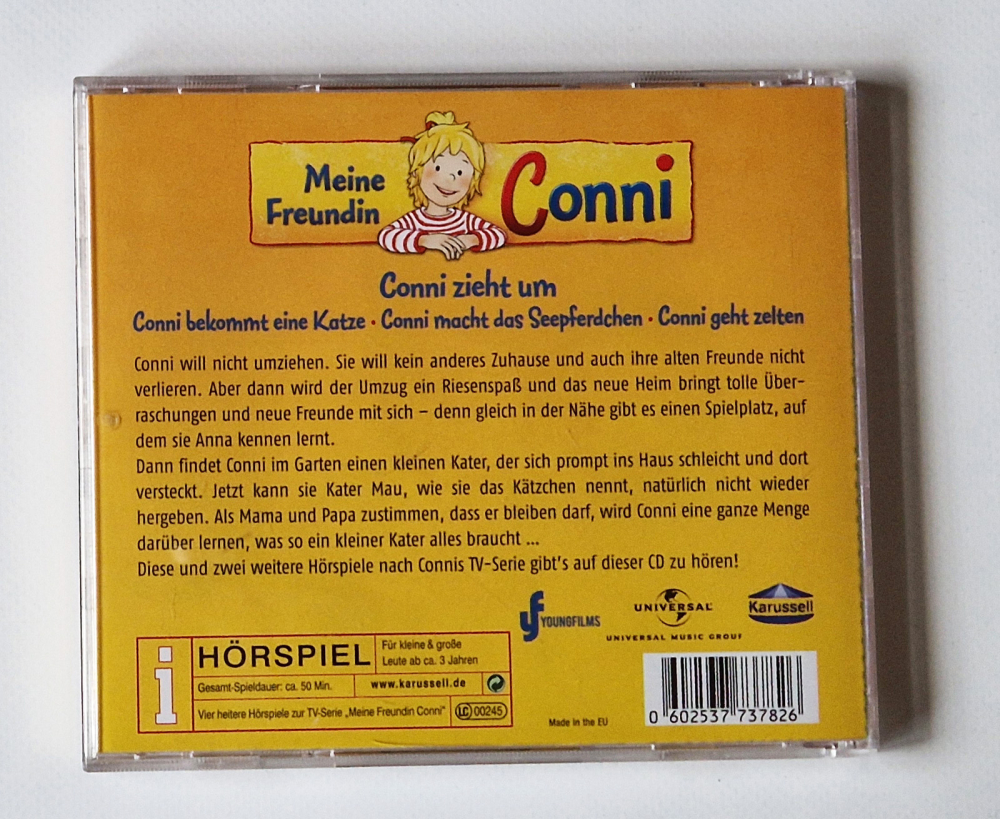 Meine
Freundin
Conni
Conni zieht um
Conni bekommt eine Katze · Conni macht das Seepferdchen · Conni geht zelten
Conni will nicht umziehen. Sie will kein anderes Zuhause und auch ihre alten Freunde nicht
verlieren. Aber dann wird der Umzug ein Riesenspaß und das neue Heim bringt tolle Über-
raschungen und neue Freunde mit sich – denn gleich in der Nähe gibt es einen Spielplatz, auf
dem sie Anna kennen lernt.
Dann findet Conni im Garten einen kleinen Kater, der sich prompt ins Haus schleicht und dort
versteckt. Jetzt kann sie Kater Mau, wie sie das Kätzchen nennt, natürlich nicht wieder
hergeben. Als Mama und Papa zustimmen, dass er bleiben darf, wird Conni eine ganze Menge
darüber lernen, was so ein kleiner Kater alles braucht ...
Diese und zwei weitere Hörspiele nach Connis TV-Serie gibt's auf dieser CD zu hören!
yf YOUNGFILMS
UNIVERSAL
UNIVERSAL MUSIC GROUP
Karussell
i
HÖRSPIEL
Für kleine & große
Leute ab ca. 3 Jahren
Gesamt-Spieldauer: ca. 50 Min.
www.karussell.de
Vier heitere Hörspiele zur TV-Serie „Meine Freundin Conni"
LC 00245
Made in the EU
0 602537 737826